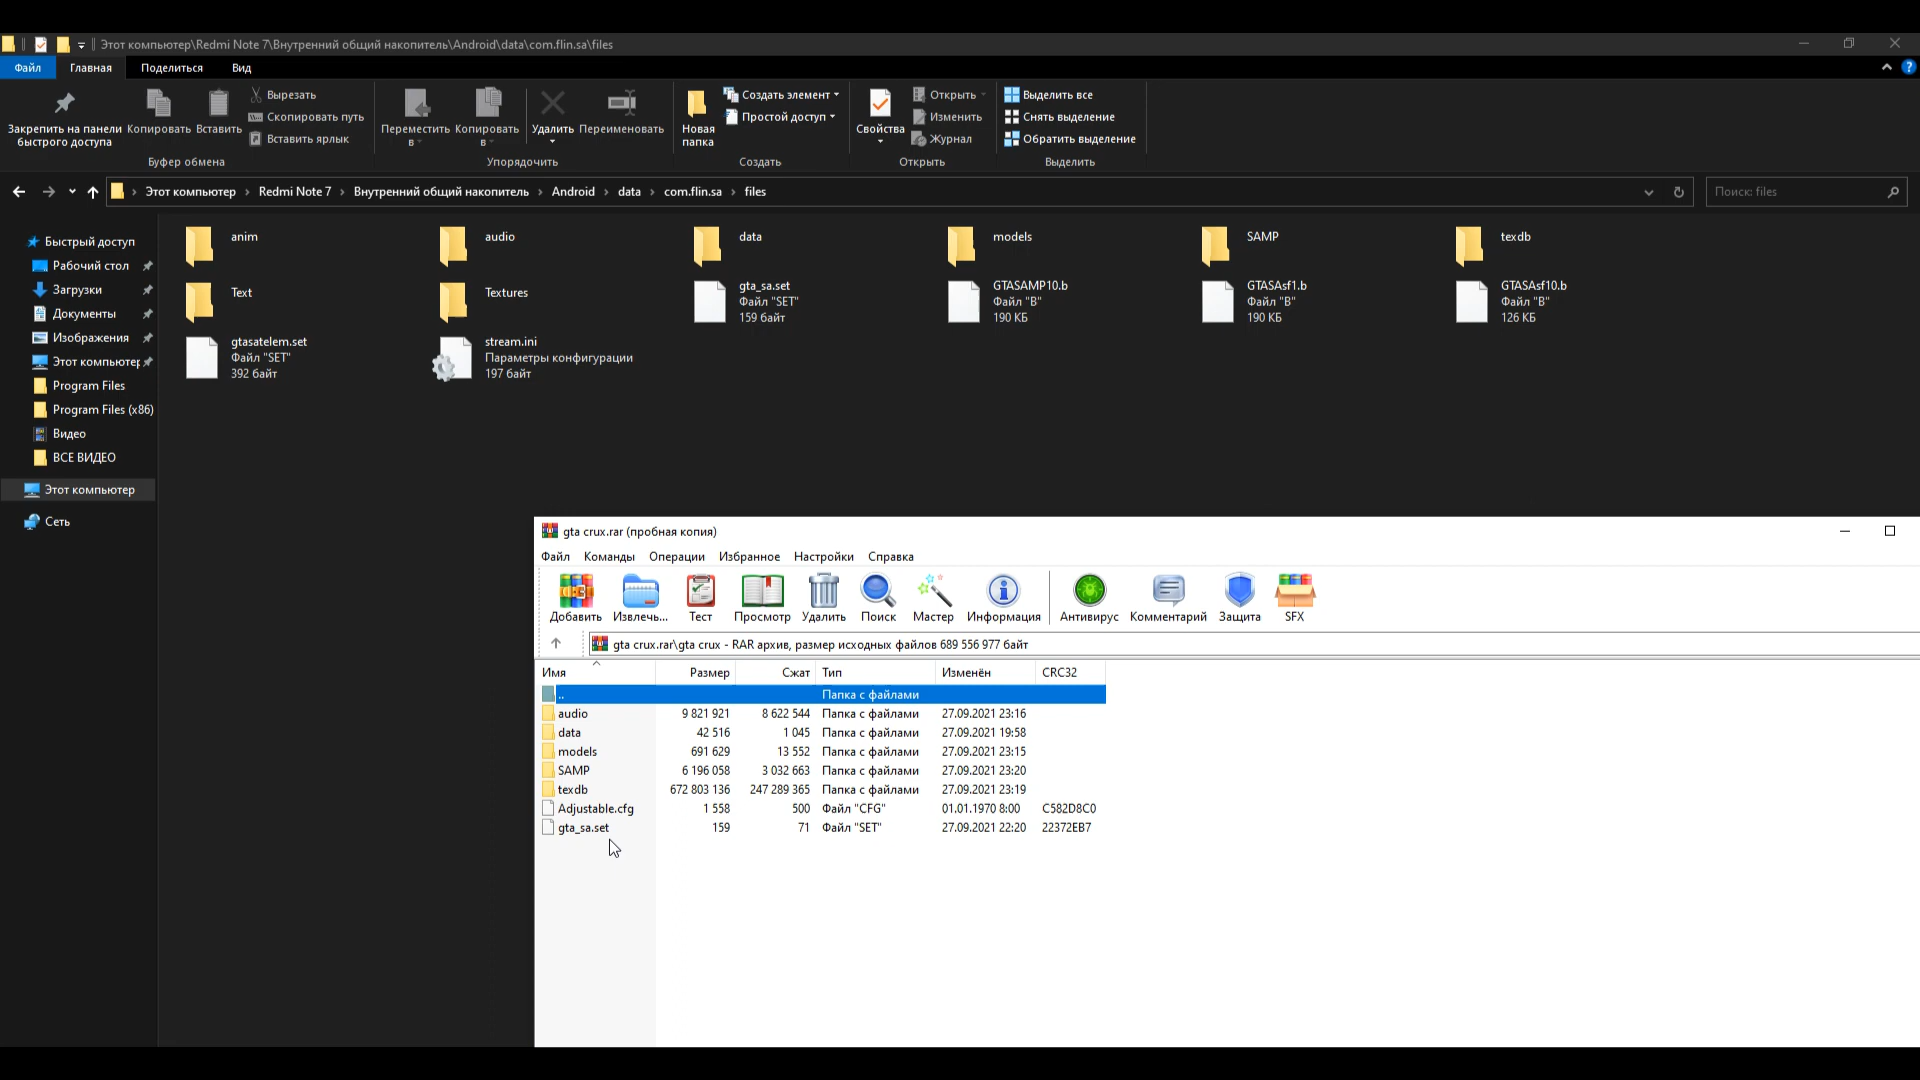 Этот компьютер\Redmi Note 7\Внутренний общий накопитель\Android\data\com.flin.sa\files
Файл Главная Поделиться Вид
Закрепить на панели быстрого доступа
Копировать
Вставить
Вырезать
Скопировать путь
Вставить ярлык
Буфер обмена
Переместить в
Копировать в
Удалить
Переименовать
Упорядочить
Новая папка
Создать элемент
Простой доступ
Создать
Свойства
Открыть
Изменить
Журнал
Открыть
Выделить все
Снять выделение
Обратить выделение
Выделить
Этот компьютер › Redmi Note 7 › Внутренний общий накопитель › Android › data › com.flin.sa › files
Поиск: files
Быстрый доступ
Рабочий стол
Загрузки
Документы
Изображения
Этот компьютер
Program Files
Program Files (x86)
Видео
ВСЕ ВИДЕО
Этот компьютер
Сеть
anim
audio
data
models
SAMP
texdb
Text
Textures
gta_sa.set
Файл "SET"
159 байт
GTASAMP10.b
Файл "B"
190 КБ
GTASAsf1.b
Файл "B"
190 КБ
GTASAsf10.b
Файл "B"
126 КБ
gtasatelem.set
Файл "SET"
392 байт
stream.ini
Параметры конфигурации
197 байт
gta crux.rar (пробная копия)
Файл Команды Операции Избранное Настройки Справка
Добавить Извлечь... Тест Просмотр Удалить Поиск Мастер Информация Антивирус Комментарий Защита SFX
gta crux.rar\gta crux - RAR архив, размер исходных файлов 689 556 977 байт
Имя Размер Сжат Тип Изменён CRC32
.. Папка с файлами
audio 9 821 921 8 622 544 Папка с файлами 27.09.2021 23:16
data 42 516 1 045 Папка с файлами 27.09.2021 19:58
models 691 629 13 552 Папка с файлами 27.09.2021 23:15
SAMP 6 196 058 3 032 663 Папка с файлами 27.09.2021 23:20
texdb 672 803 136 247 289 365 Папка с файлами 27.09.2021 23:19
Adjustable.cfg 1 558 500 Файл "CFG" 01.01.1970 8:00 C582D8C0
gta_sa.set 159 71 Файл "SET" 27.09.2021 22:20 22372EB7